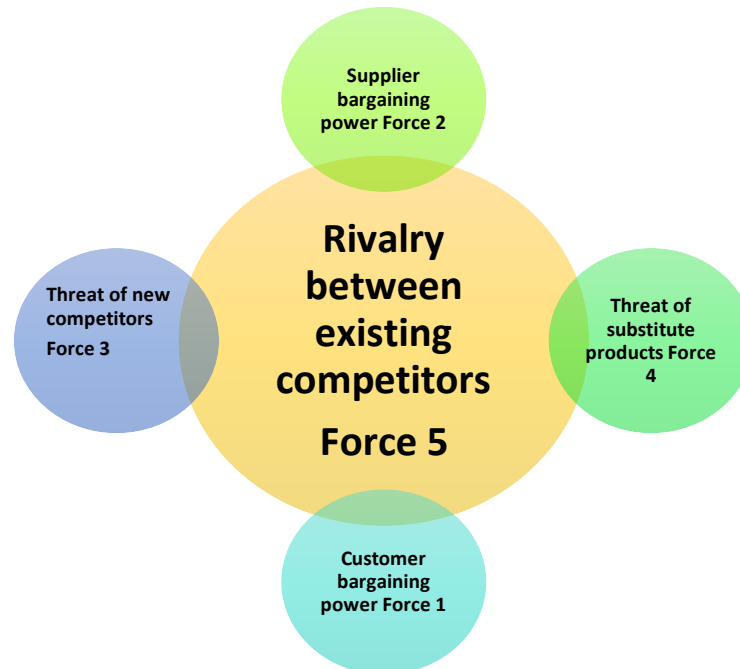 Supplier
bargaining
power Force 2
Threat of new
competitors
Force 3
Rivalry
between
existing
competitors
Force 5
Threat of
substitute
products Force
4
Customer
bargaining
power Force 1